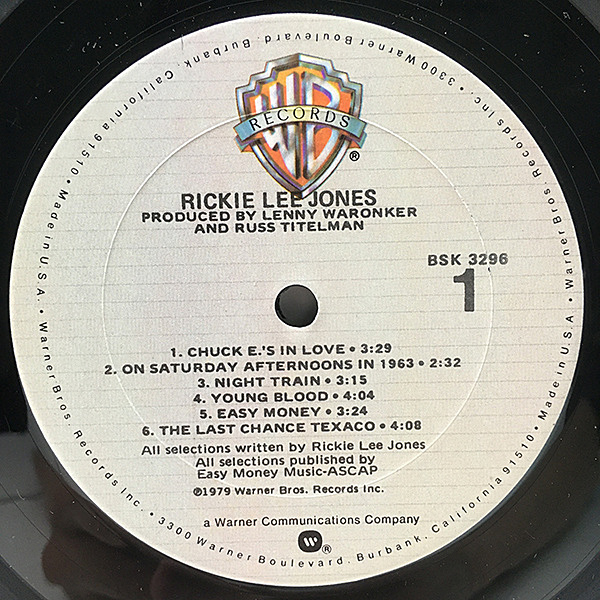 WB
RECORDS
®
RICKIE LEE JONES
PRODUCED BY LENNY WARONKER
AND RUSS TITELMAN
BSK 3296
1
1. CHUCK E.'S IN LOVE • 3:29
2. ON SATURDAY AFTERNOONS IN 1963 • 2:32
3. NIGHT TRAIN • 3:15
4. YOUNG BLOOD • 4:04
5. EASY MONEY • 3:24
6. THE LAST CHANCE TEXACO • 4:08
All selections written by Rickie Lee Jones
All selections published by
Easy Money Music-ASCAP
℗1979 Warner Bros. Records Inc.
a Warner Communications Company
®
Made in U.S.A. • Warner Bros. Records Inc. • 3300 Warner Boulevard, Burbank, California 91510 • Made in U.S.A. • Warner Bros. Records Inc. • 3300 Warner Boulevard, Burbank, California 91510 •